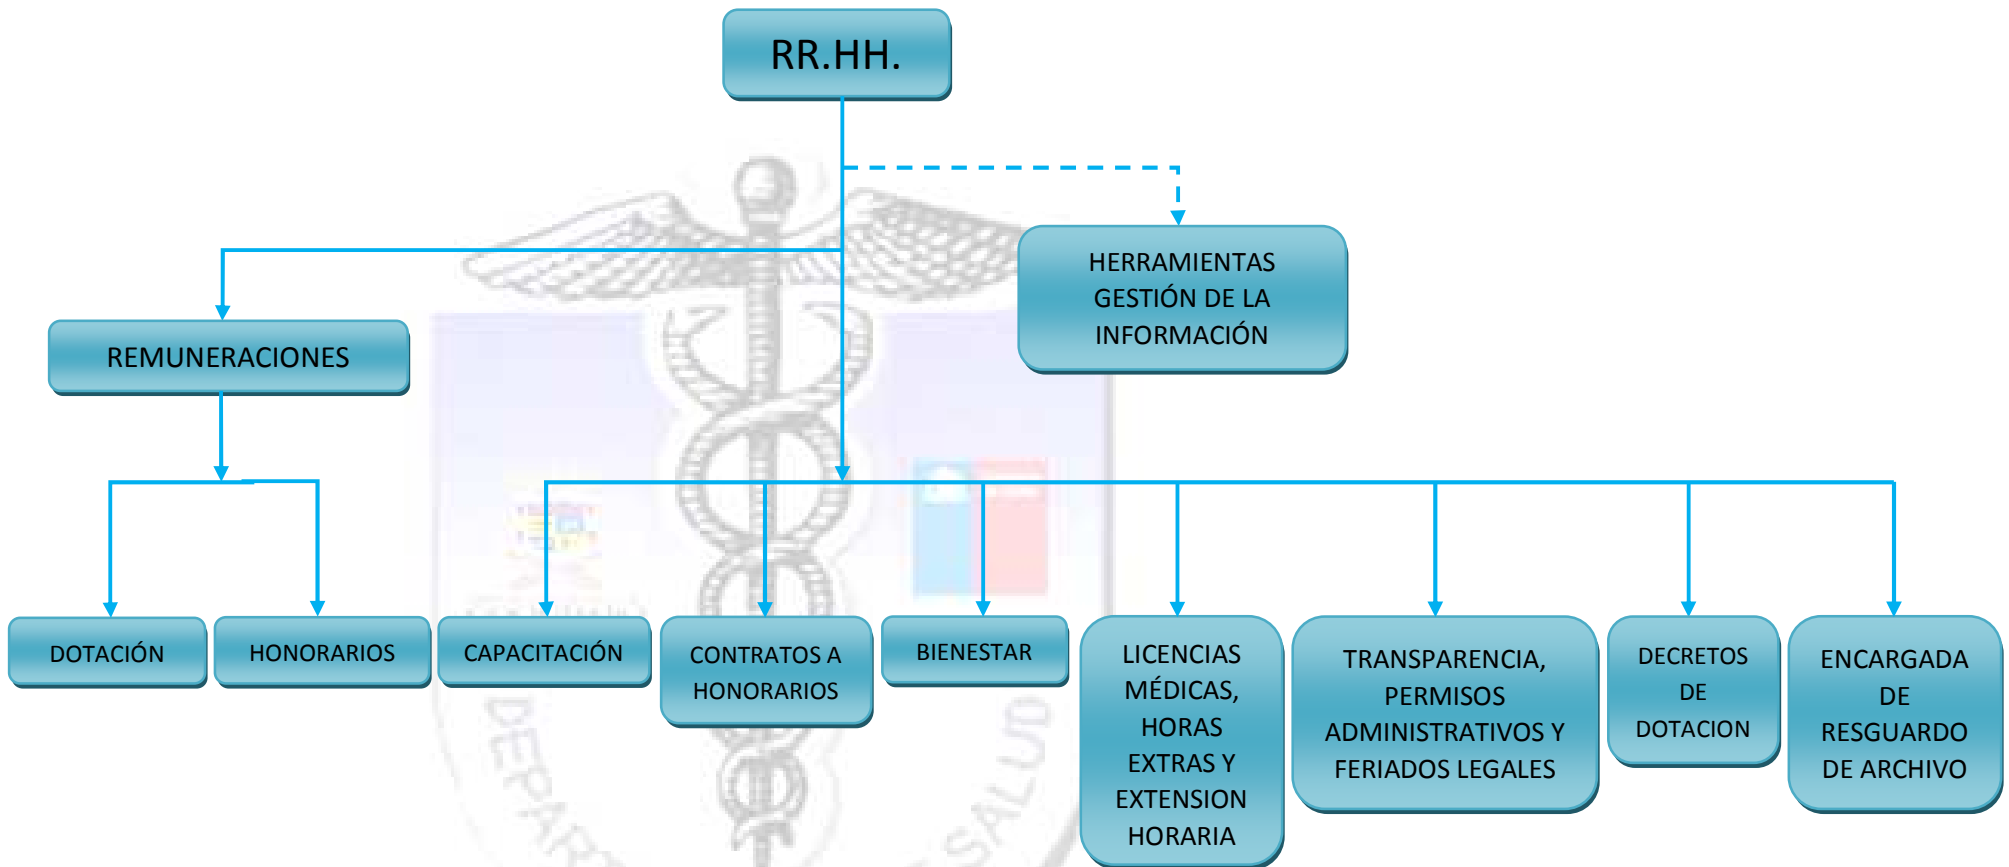 RR.HH.
HERRAMIENTAS
GESTIÓN DE LA
INFORMACIÓN
REMUNERACIONES
DOTACIÓN
HONORARIOS
CAPACITACIÓN
CONTRATOS A
HONORARIOS
BIENESTAR
LICENCIAS
MÉDICAS,
HORAS
EXTRAS Y
EXTENSION
HORARIA
TRANSPARENCIA,
PERMISOS
ADMINISTRATIVOS Y
FERIADOS LEGALES
DECRETOS
DE
DOTACION
ENCARGADA
DE
RESGUARDO
DE ARCHIVO
SALUD